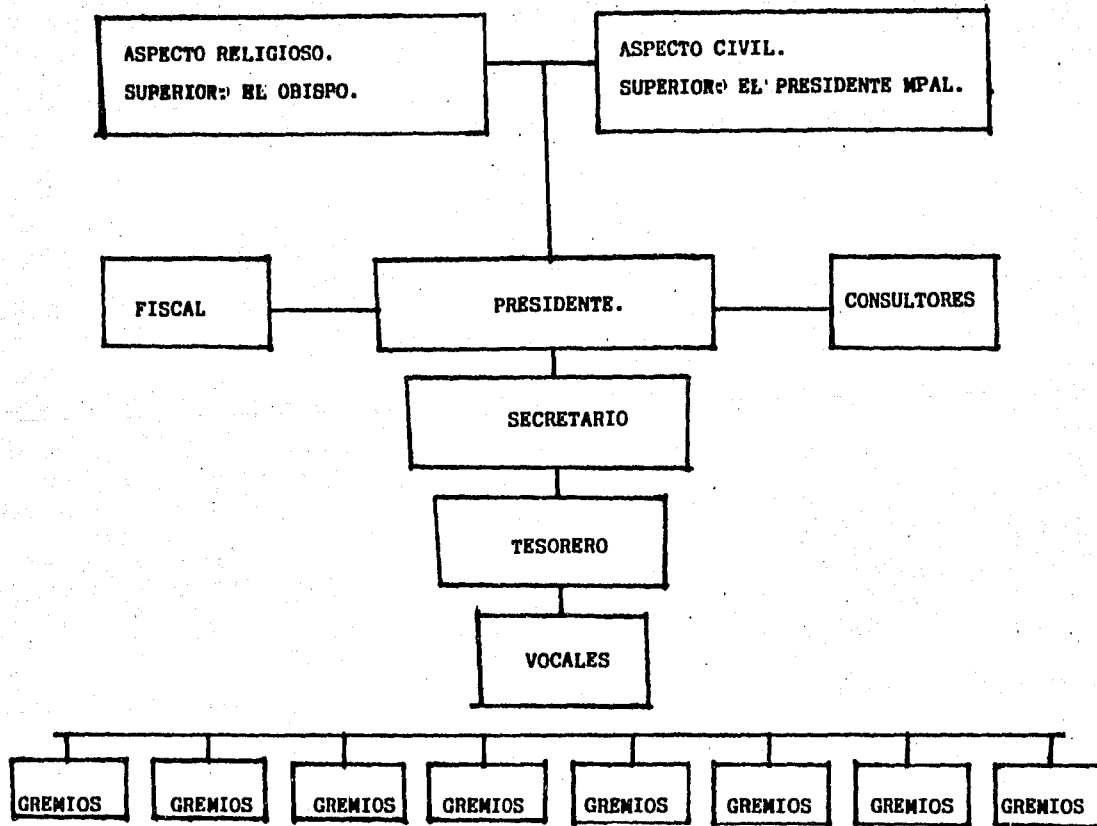 ASPECTO RELIGIOSO.
SUPERIOR: EL OBISPO.
ASPECTO CIVIL.
SUPERIOR: EL PRESIDENTE MPAL.
FISCAL
PRESIDENTE.
CONSULTORES
SECRETARIO
TESORERO
VOCALES
GREMIOS
GREMIOS
GREMIOS
GREMIOS
GREMIOS
GREMIOS
GREMIOS
GREMIOS